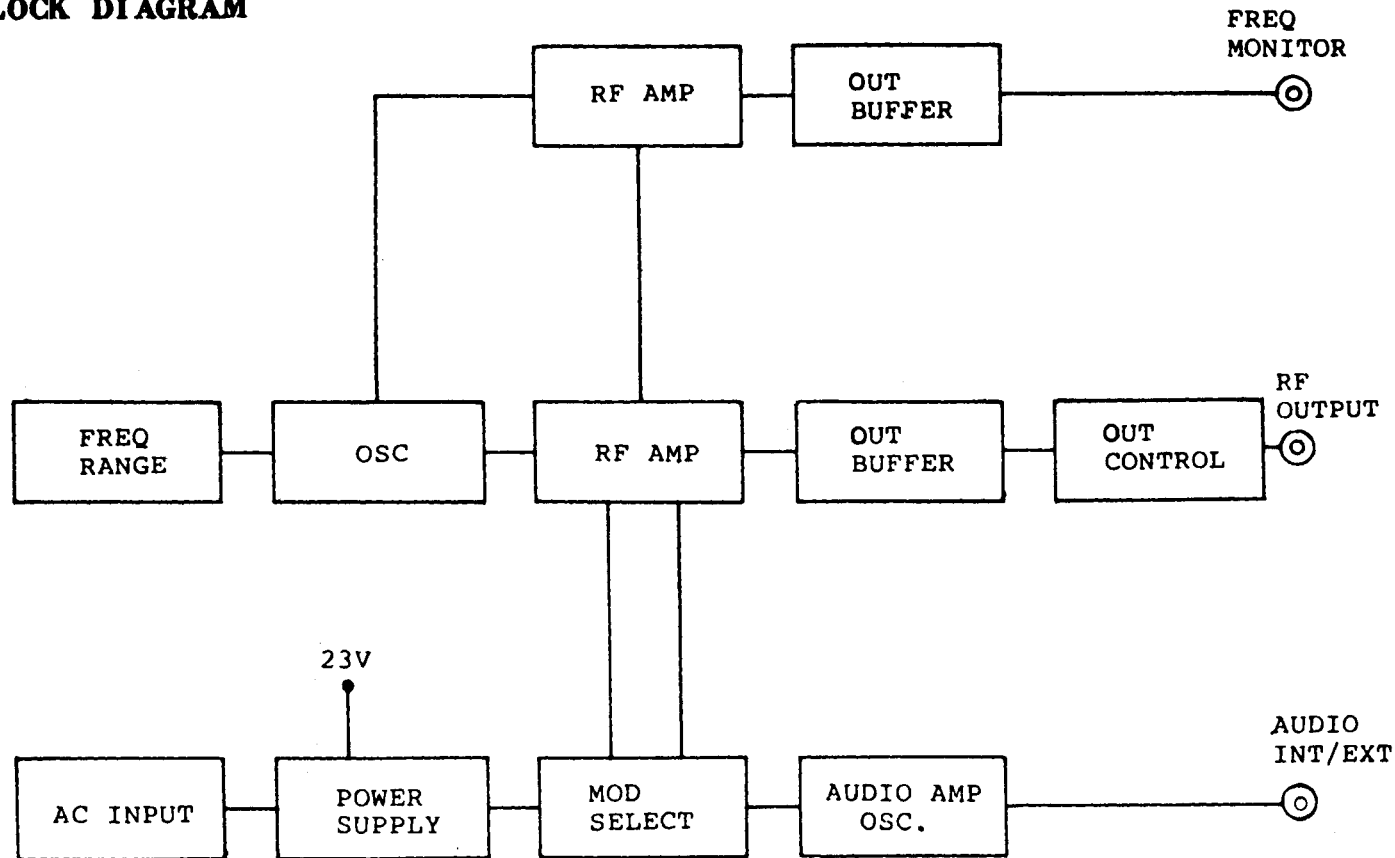 LOCK DIAGRAM
FREQ
MONITOR
RF AMP
OUT
BUFFER
RF
OUTPUT
FREQ
RANGE
OSC
RF AMP
OUT
BUFFER
OUT
CONTROL
23V
AUDIO
INT/EXT
AC INPUT
POWER
SUPPLY
MOD
SELECT
AUDIO AMP
OSC.